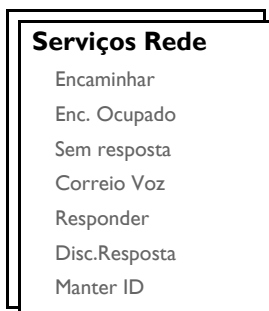 Serviços Rede
Encaminhar
Enc. Ocupado
Sem resposta
Correio Voz
Responder
Disc.Resposta
Manter ID